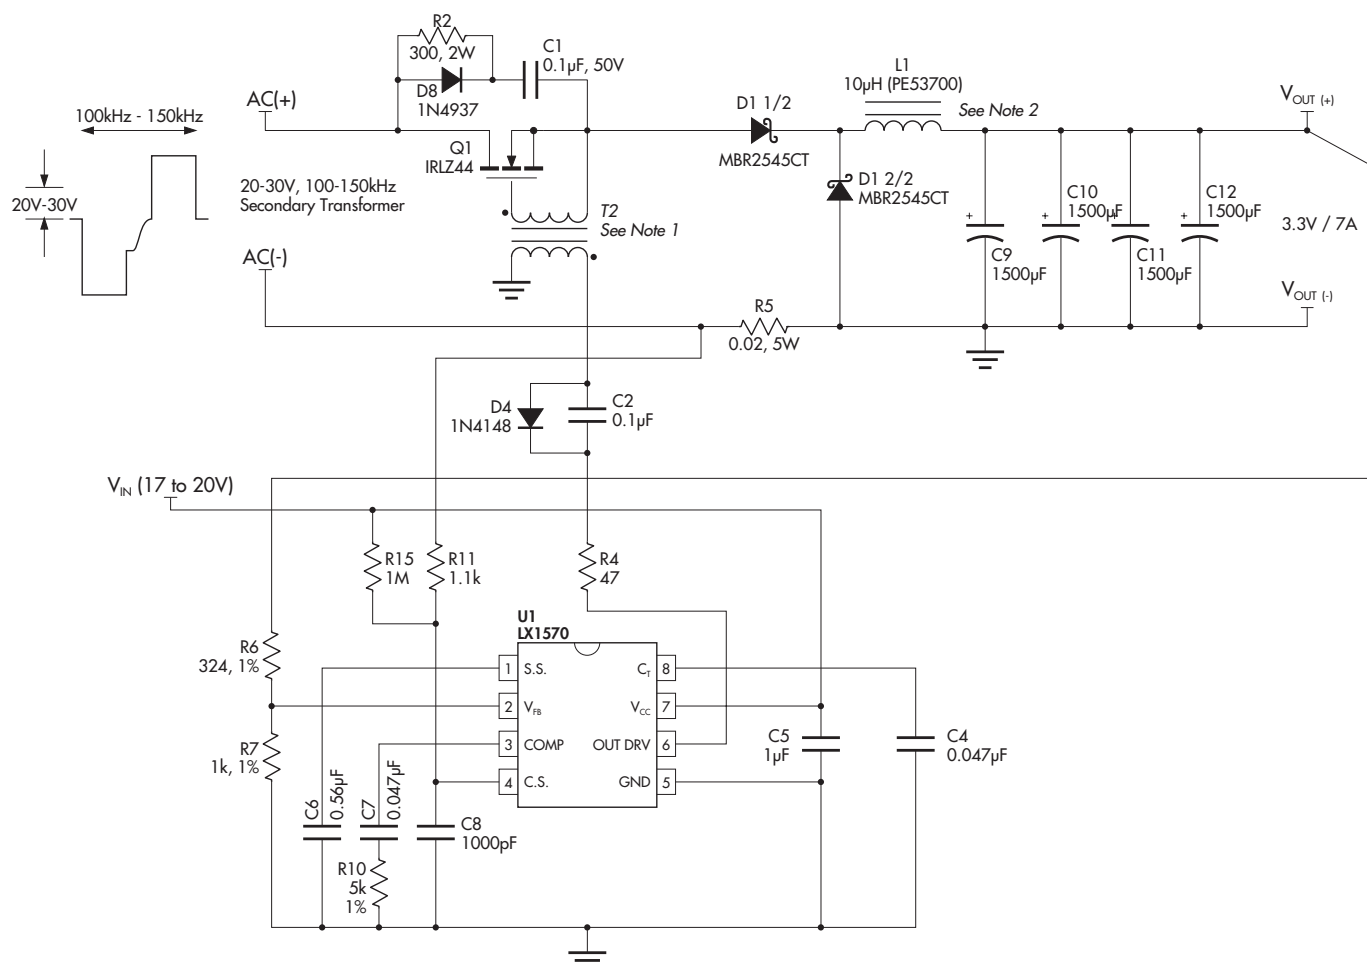 R2
300, 2W
C1
0.1µF, 50V
D8
1N4937
L1
10µH (PE53700)
See Note 2
100kHz - 150kHz
AC(+)
D1 1/2
MBR2545CT
V_OUT (+)
Q1
IRLZ44
20V-30V
20-30V, 100-150kHz
Secondary Transformer
T2
See Note 1
D1 2/2
MBR2545CT
+
C9
1500µF
+
C10
1500µF
+
C11
1500µF
+
C12
1500µF
3.3V / 7A
AC(-)
V_OUT (-)
R5
0.02, 5W
D4
1N4148
C2
0.1µF
V_IN (17 to 20V)
R15
1M
R11
1.1k
R4
47
U1
LX1570
R6
324, 1%
1
S.S.
C_T
8
2
V_FB
V_CC
7
3
COMP
OUT DRV
6
4
C.S.
GND
5
R7
1k, 1%
C5
1µF
C4
0.047µF
C6
0.56µF
C7
0.047µF
C8
1000pF
R10
5k
1%